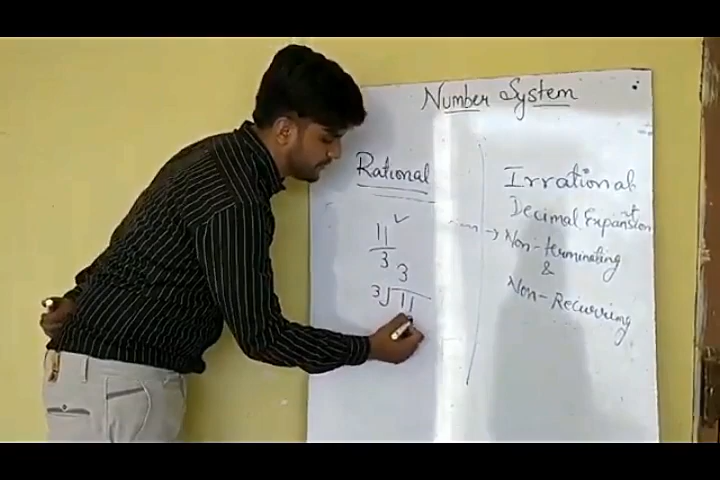 Number System
Rational
11
3
3
3 11
Irrational
Decimal Expansion
Non-terminating
&
Non-Recurring